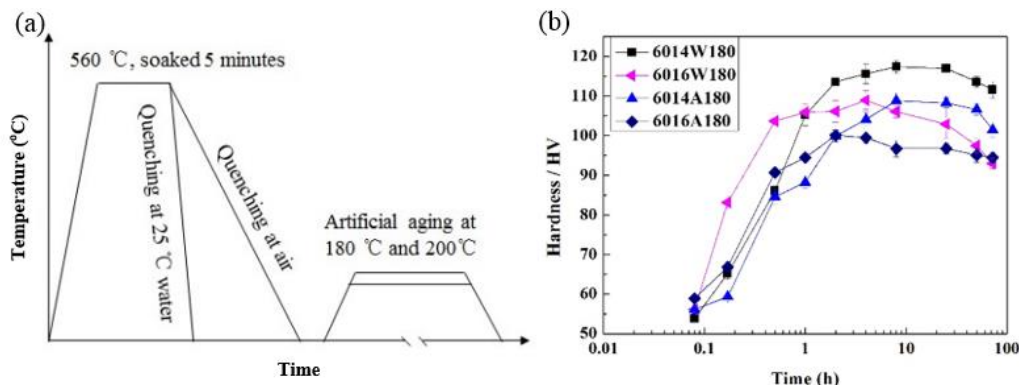 (a)
560 ℃, soaked 5 minutes
Quenching at 25 ℃ water
Quenching at air
Artificial aging at
180 ℃ and 200℃
Temperature (℃)
Time
(b)
6014W180
6016W180
6014A180
6016A180
Hardness / HV
120
110
100
90
80
70
60
50
0.01
0.1
1
10
100
Time (h)